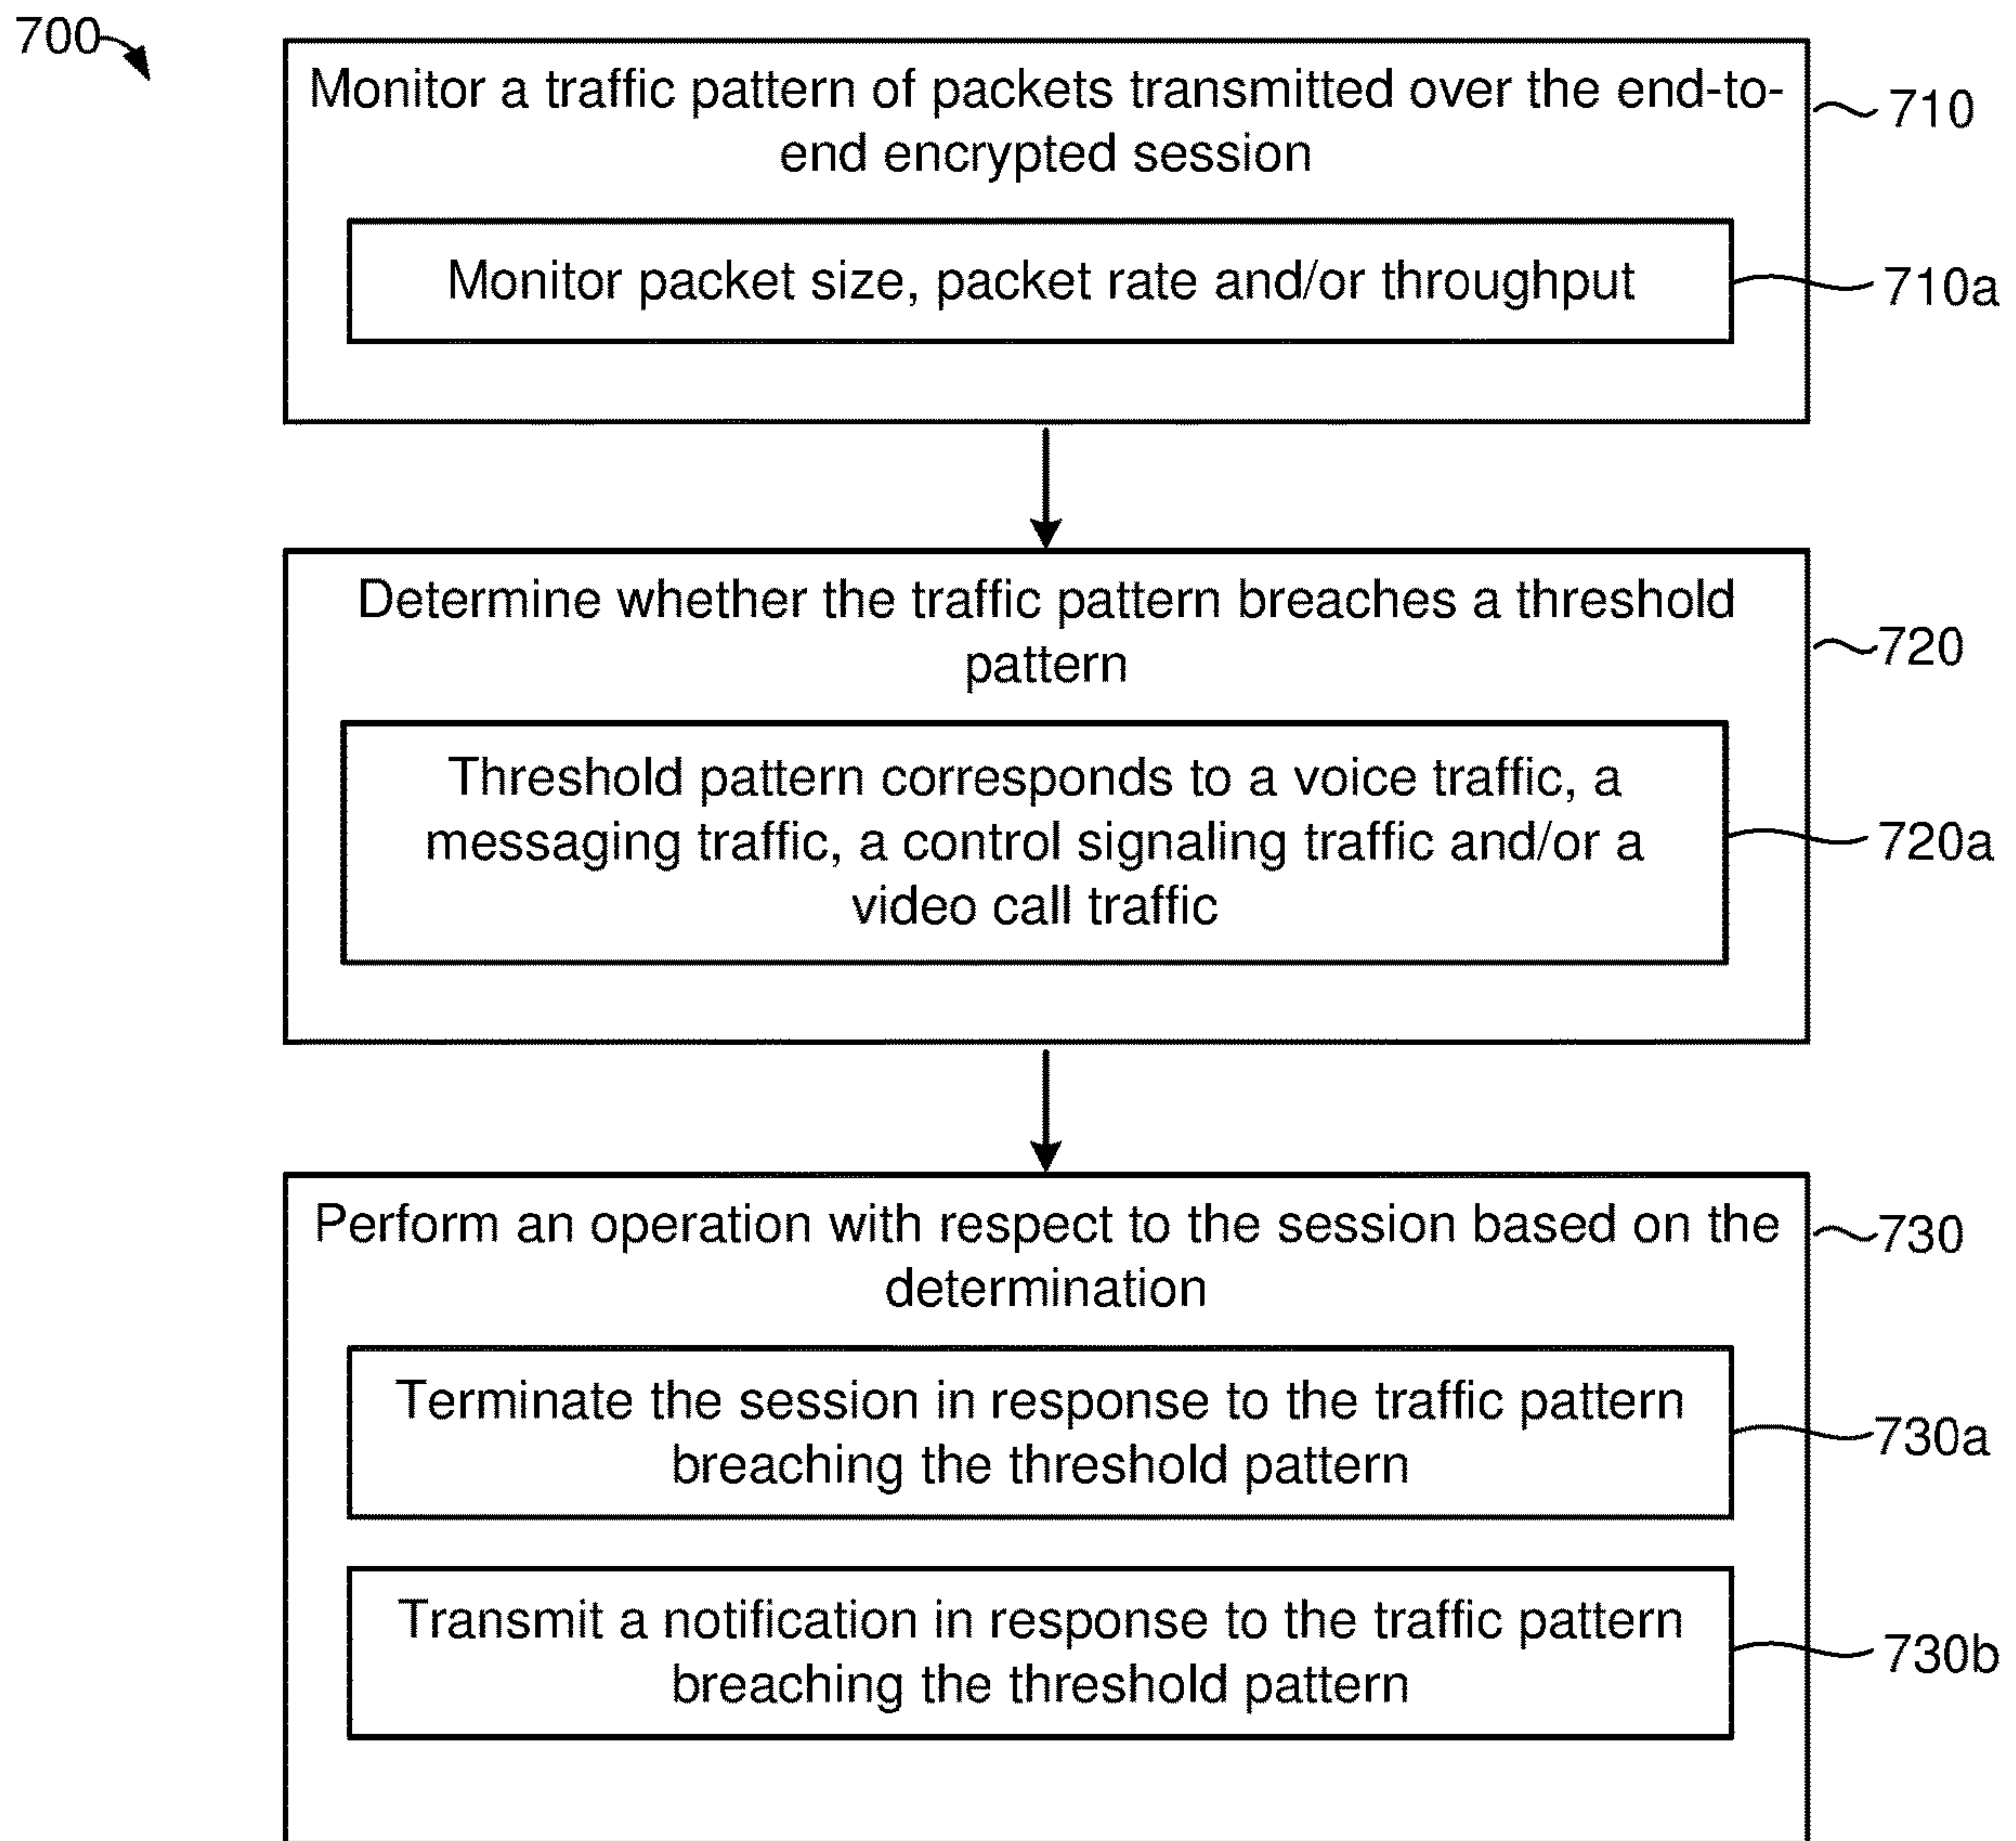 700
Monitor a traffic pattern of packets transmitted over the end-to-
end encrypted session
710
Monitor packet size, packet rate and/or throughput
710a
Determine whether the traffic pattern breaches a threshold
pattern
720
Threshold pattern corresponds to a voice traffic, a
messaging traffic, a control signaling traffic and/or a
video call traffic
720a
Perform an operation with respect to the session based on the
determination
730
Terminate the session in response to the traffic pattern
breaching the threshold pattern
730a
Transmit a notification in response to the traffic pattern
breaching the threshold pattern
730b